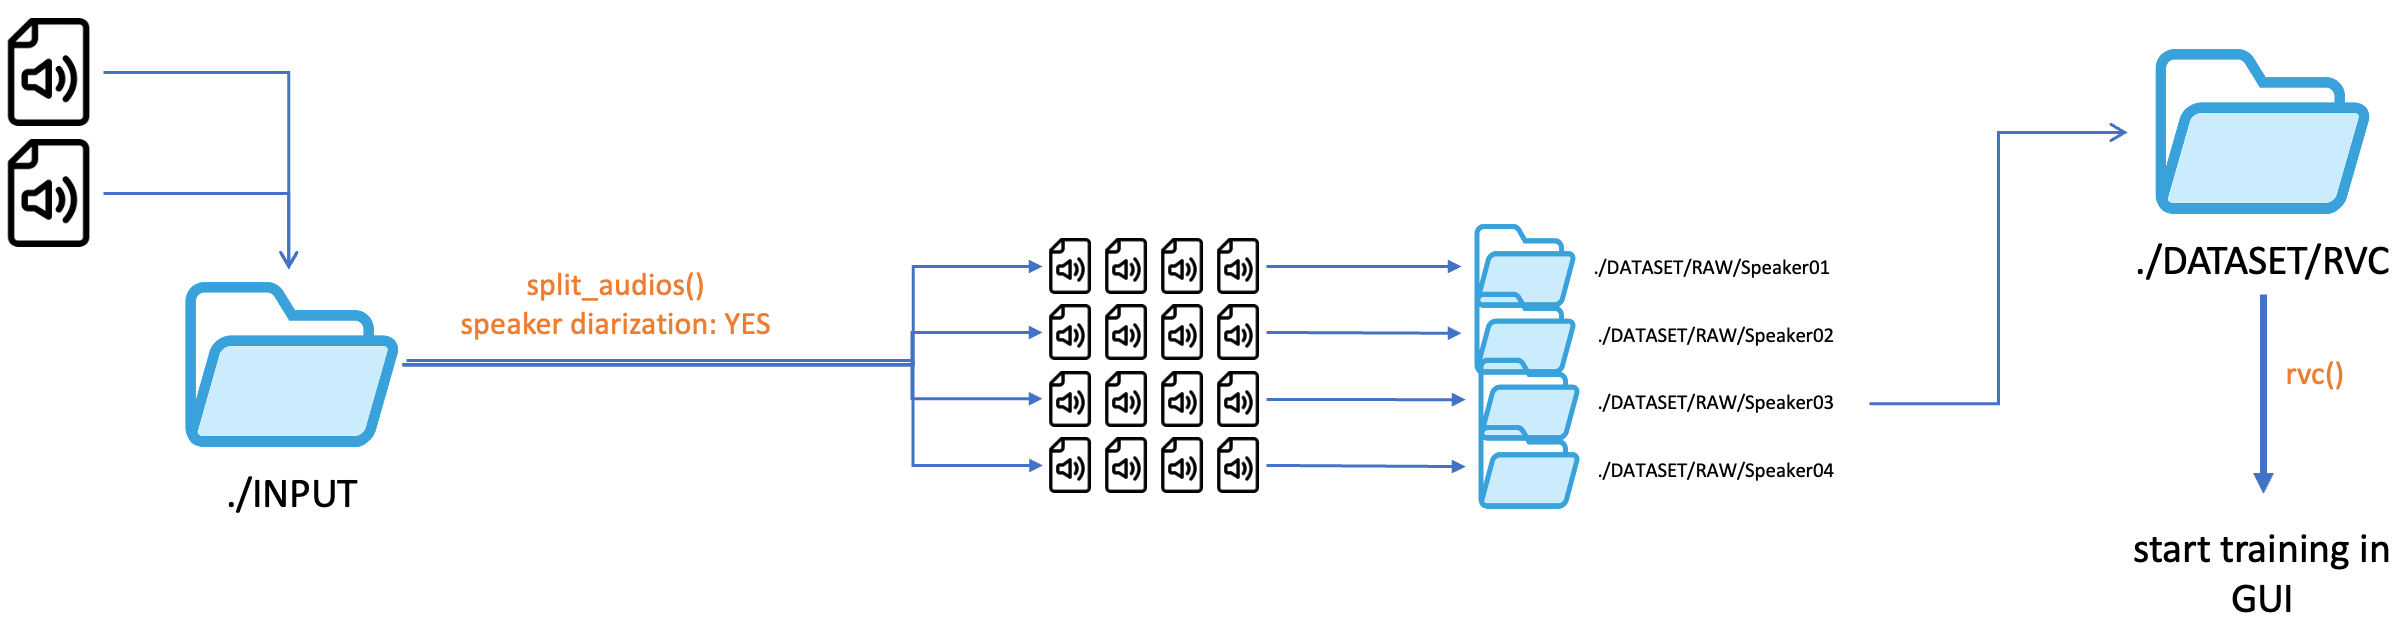 split_audios()
speaker diarization: YES
./INPUT
./DATASET/RAW/Speaker01
./DATASET/RAW/Speaker02
./DATASET/RAW/Speaker03
./DATASET/RAW/Speaker04
./DATASET/RVC
rvc()
start training in
GUI